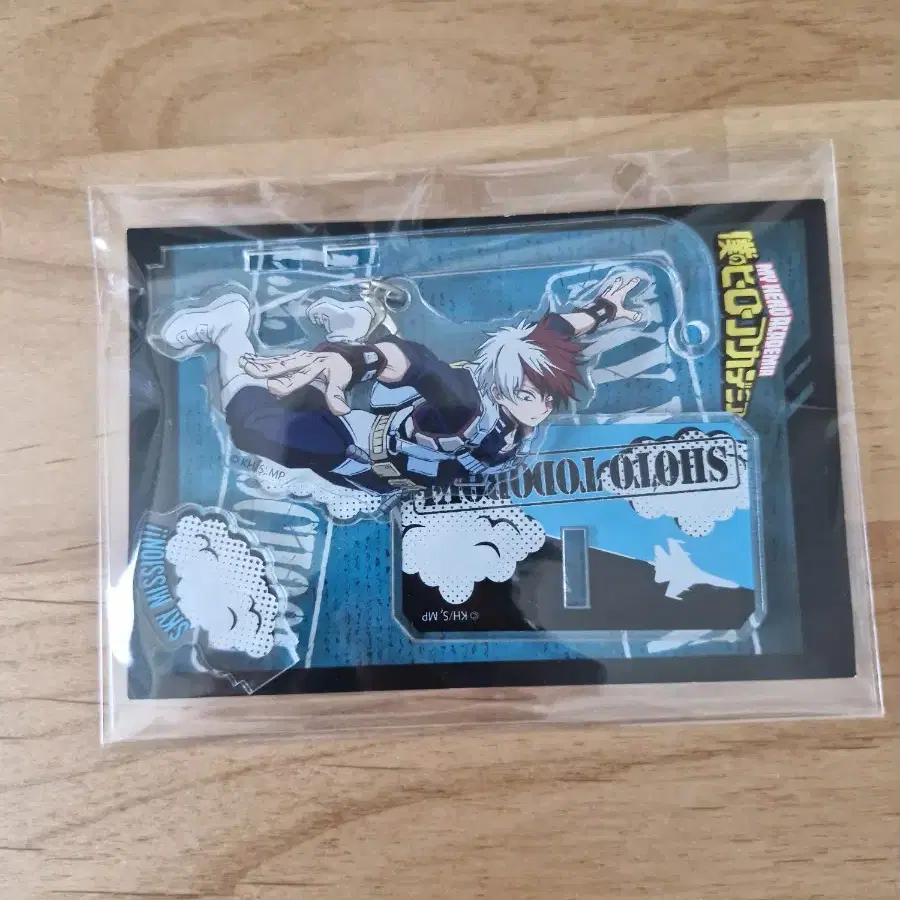 僕のヒーローアカデミア
MY HERO ACADEMIA
© KH/S, MP
SHOTO TODOROKI
© KH/S, MP
SKY MISSION!!